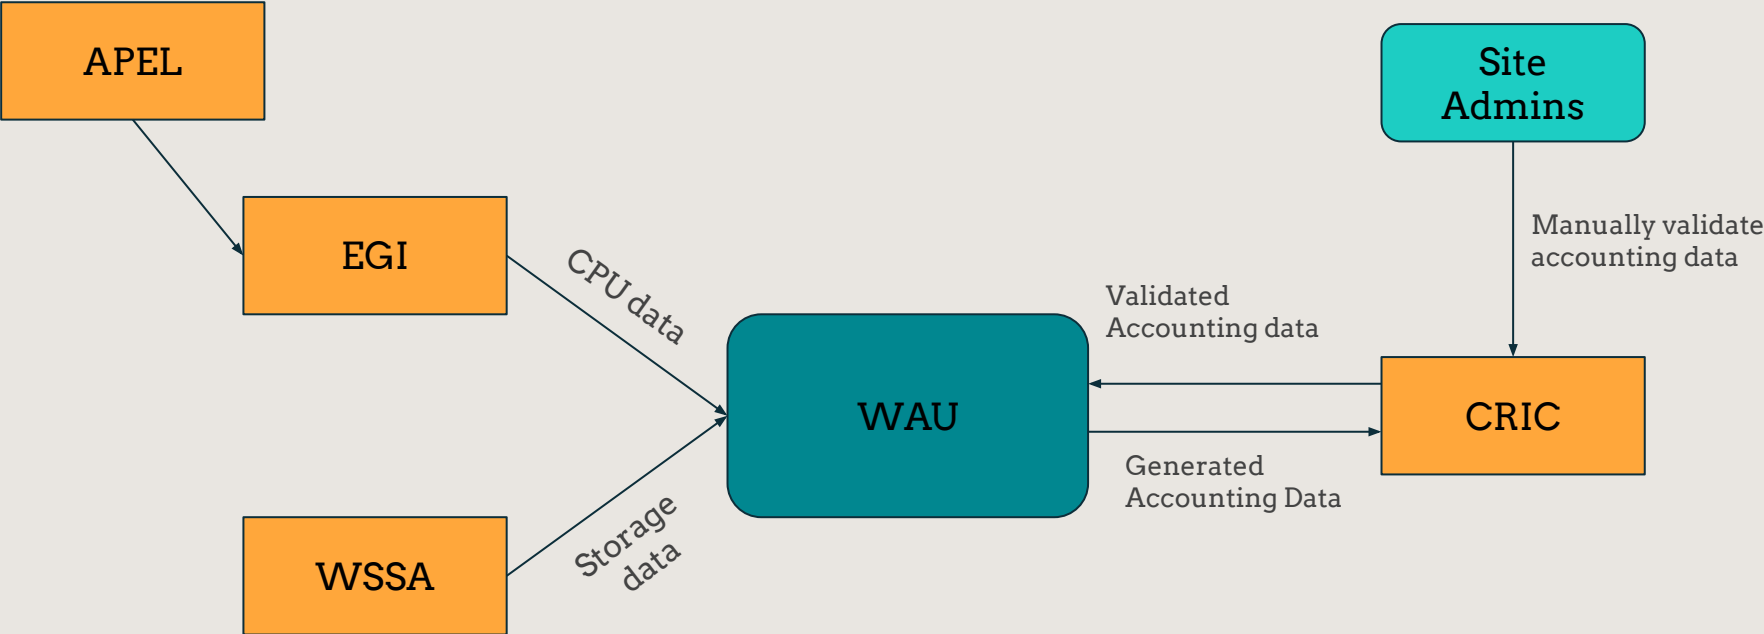 APEL
Site
Admins
EGI
CPU data
Manually validate
accounting data
Validated
Accounting data
WAU
CRIC
Generated
Accounting Data
Storage
data
WSSA